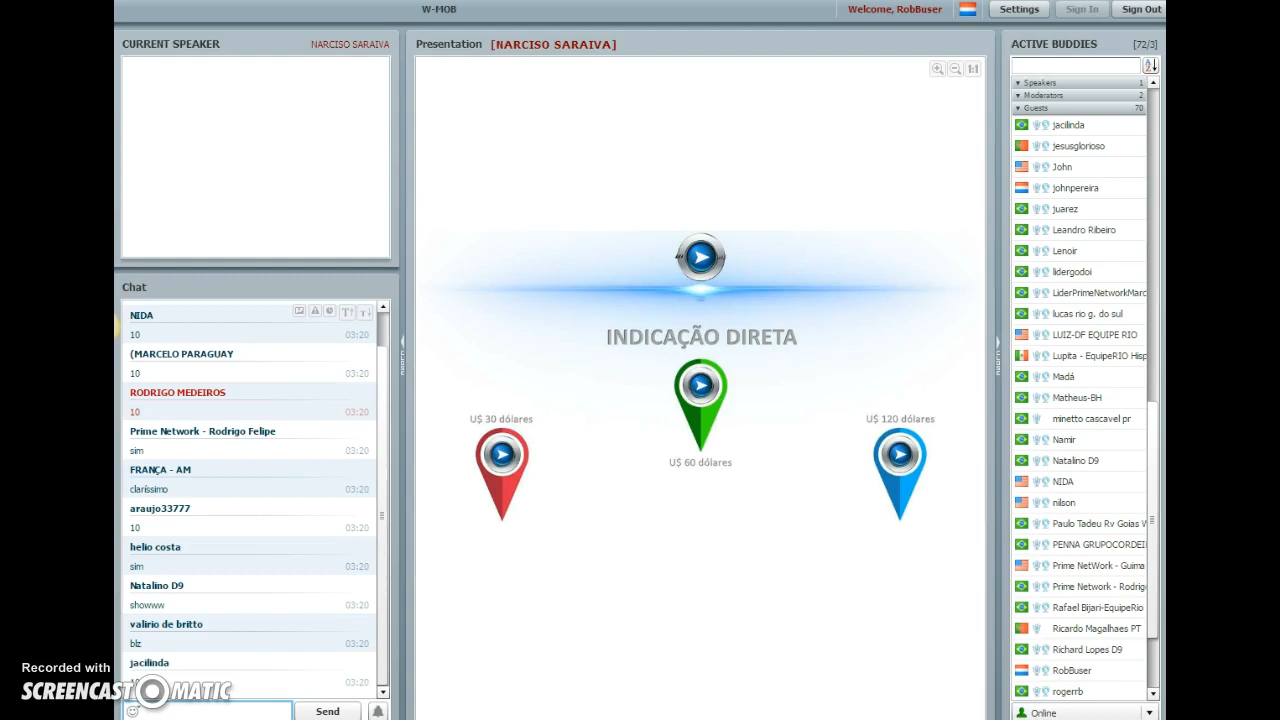 W-MOB
Welcome, RobBuser
Settings
Sign In
Sign Out
CURRENT SPEAKER
NARCISO SARAIVA
Presentation
[NARCISO SARAIVA]
ACTIVE BUDDIES
[72/3]
1:1
Speakers 1
Moderators 2
Guests 70
jacilinda
jesusglorioso
John
johnpereira
juarez
Leandro Ribeiro
Lenoir
lidergodoi
LiderPrimeNetworkMarc
lucas rio g. do sul
LUIZ-DF EQUIPE RIO
Lupita - EquipeRIO Hisp
Madá
Matheus-BH
minetto cascavel pr
Namir
Natalino D9
NIDA
nilson
Paulo Tadeu Rv Goias W
PENNA GRUPOCORDEI
Prime NetWork - Guima
Prime Network - Rodrig
Rafael Bijari-EquipeRio
Ricardo Magalhaes PT
Richard Lopes D9
RobBuser
rogerrb
Online
Chat
NIDA
10 03:20
(MARCELO PARAGUAY
10 03:20
RODRIGO MEDEIROS
10 03:20
Prime Network - Rodrigo Felipe
sim 03:20
FRANÇA - AM
claríssimo 03:20
araujo33777
10 03:20
helio costa
sim 03:20
Natalino D9
showww 03:20
valirio de britto
blz 03:20
jacilinda
03:20
Send
INDICAÇÃO DIRETA
U$ 30 dólares
U$ 60 dólares
U$ 120 dólares
Recorded with
SCREENCAST-O-MATIC